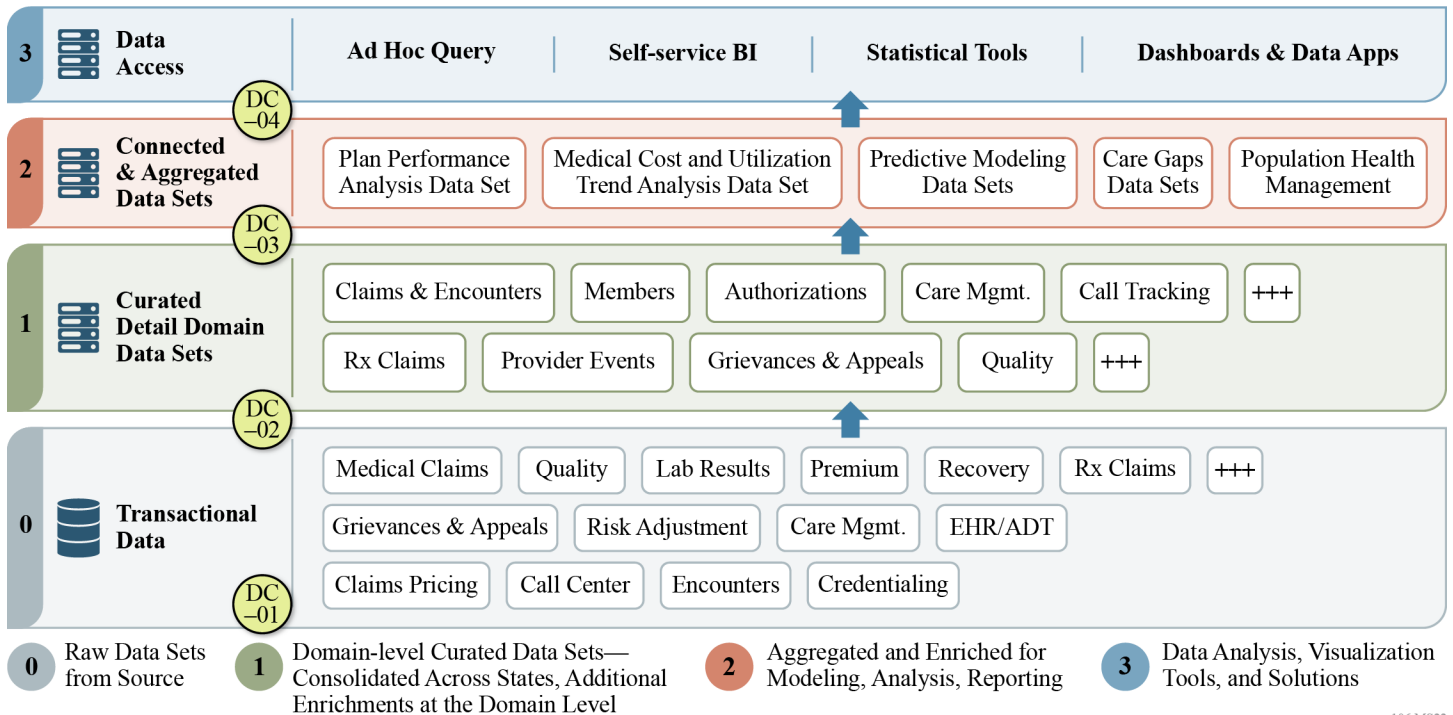 3
Data
Access
Ad Hoc Query
Self-service BI
Statistical Tools
Dashboards & Data Apps
DC
–04
2
Connected
& Aggregated
Data Sets
Plan Performance
Analysis Data Set
Medical Cost and Utilization
Trend Analysis Data Set
Predictive Modeling
Data Sets
Care Gaps
Data Sets
Population Health
Management
DC
–03
1
Curated
Detail Domain
Data Sets
Claims & Encounters
Members
Authorizations
Care Mgmt.
Call Tracking
+++
Rx Claims
Provider Events
Grievances & Appeals
Quality
+++
DC
–02
0
Transactional
Data
Medical Claims
Quality
Lab Results
Premium
Recovery
Rx Claims
+++
Grievances & Appeals
Risk Adjustment
Care Mgmt.
EHR/ADT
Claims Pricing
Call Center
Encounters
Credentialing
DC
–01
0
Raw Data Sets
from Source
1
Domain-level Curated Data Sets—
Consolidated Across States, Additional
Enrichments at the Domain Level
2
Aggregated and Enriched for
Modeling, Analysis, Reporting
3
Data Analysis, Visualization
Tools, and Solutions